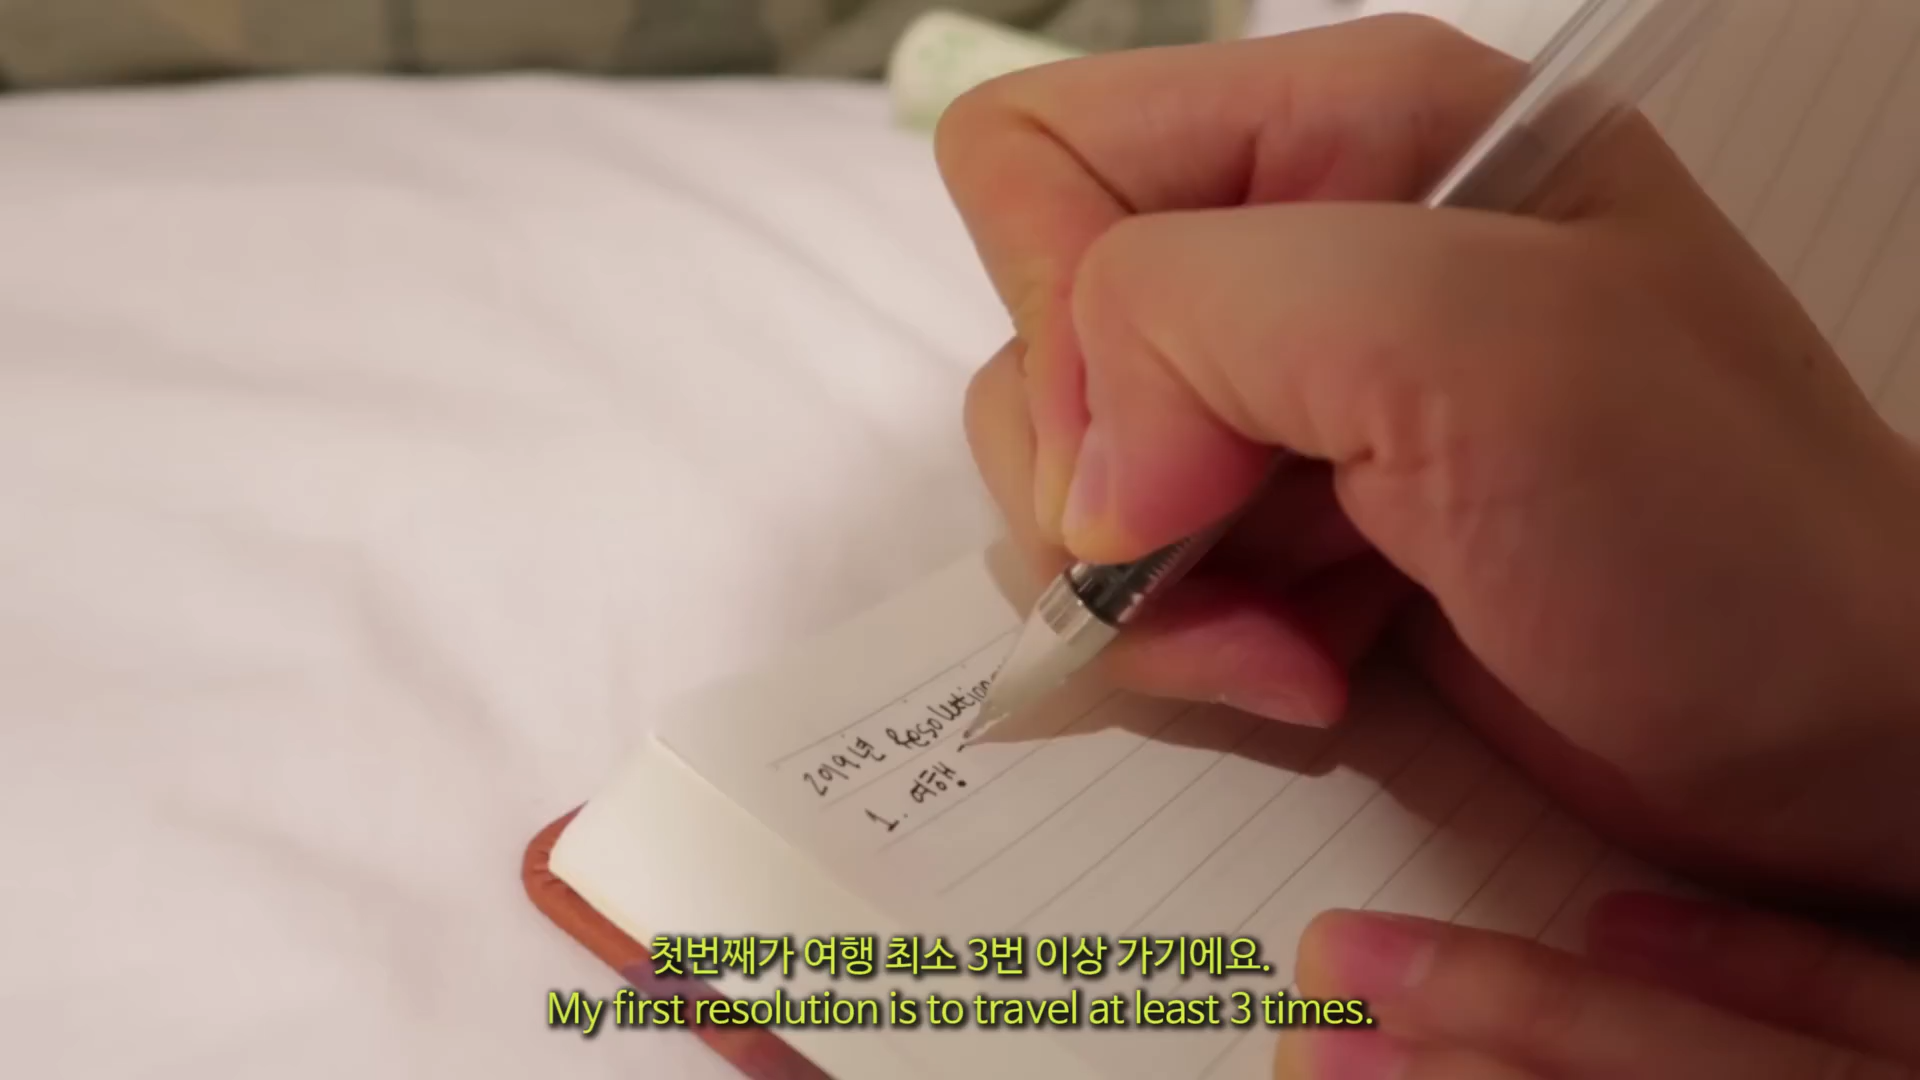 2019년 Resolution
1. 여행
첫번째가 여행 최소 3번 이상 가기에요.
My first resolution is to travel at least 3 times.